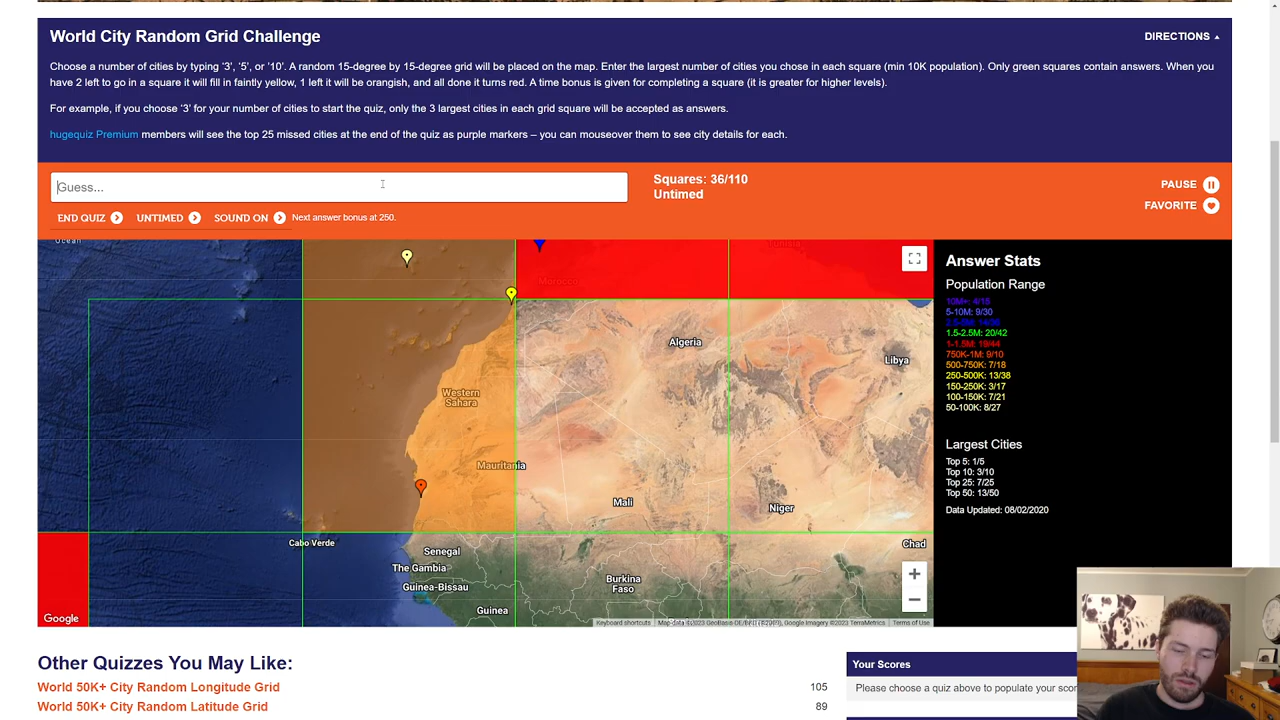 World City Random Grid Challenge
DIRECTIONS ▲
Choose a number of cities by typing '3', '5', or '10'. A random 15-degree by 15-degree grid will be placed on the map. Enter the largest number of cities you chose in each square (min 10K population). Only green squares contain answers. When you
have 2 left to go in a square it will fill in faintly yellow, 1 left it will be orangish, and all done it turns red. A time bonus is given for completing a square (it is greater for higher levels).
For example, if you choose '3' for your number of cities to start the quiz, only the 3 largest cities in each grid square will be accepted as answers.
hugequiz Premium members will see the top 25 missed cities at the end of the quiz as purple markers – you can mouseover them to see city details for each.
Guess...
Squares: 36/110
Untimed
PAUSE
FAVORITE
END QUIZ UNTIMED SOUND ON Next answer bonus at 250.
Ocean
Tunisia
Morocco
Algeria
Libya
Western
Sahara
Mauritania
Mali
Niger
Cabo Verde
Senegal
Chad
The Gambia
Burkina
Faso
Guinea-Bissau
Guinea
Google
Keyboard shortcuts
Terms of Use
Answer Stats
Population Range
10M+: 4/15
5-10M: 9/30
1.5-2.5M: 20/42
1-1.5M: 19/44
750K-1M: 9/10
500-750K: 7/18
250-500K: 13/38
150-250K: 3/17
100-150K: 7/21
50-100K: 8/27
Largest Cities
Top 5: 1/5
Top 10: 3/10
Top 25: 7/25
Top 50: 13/50
Data Updated: 08/02/2020
Other Quizzes You May Like:
World 50K+ City Random Longitude Grid
105
World 50K+ City Random Latitude Grid
89
Your Scores
Please choose a quiz above to populate your